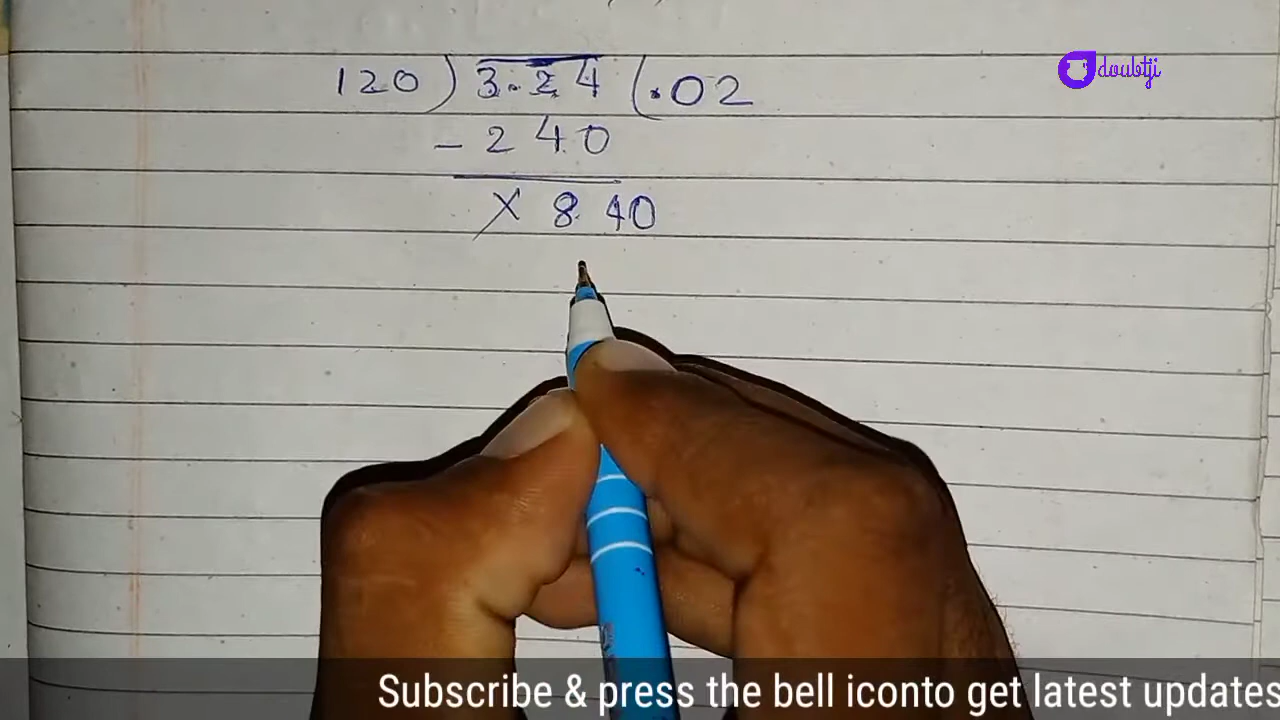 120 ) 3.24 ( .02
doubtji
- 240
X 840
Subscribe & press the bell iconto get latest updates